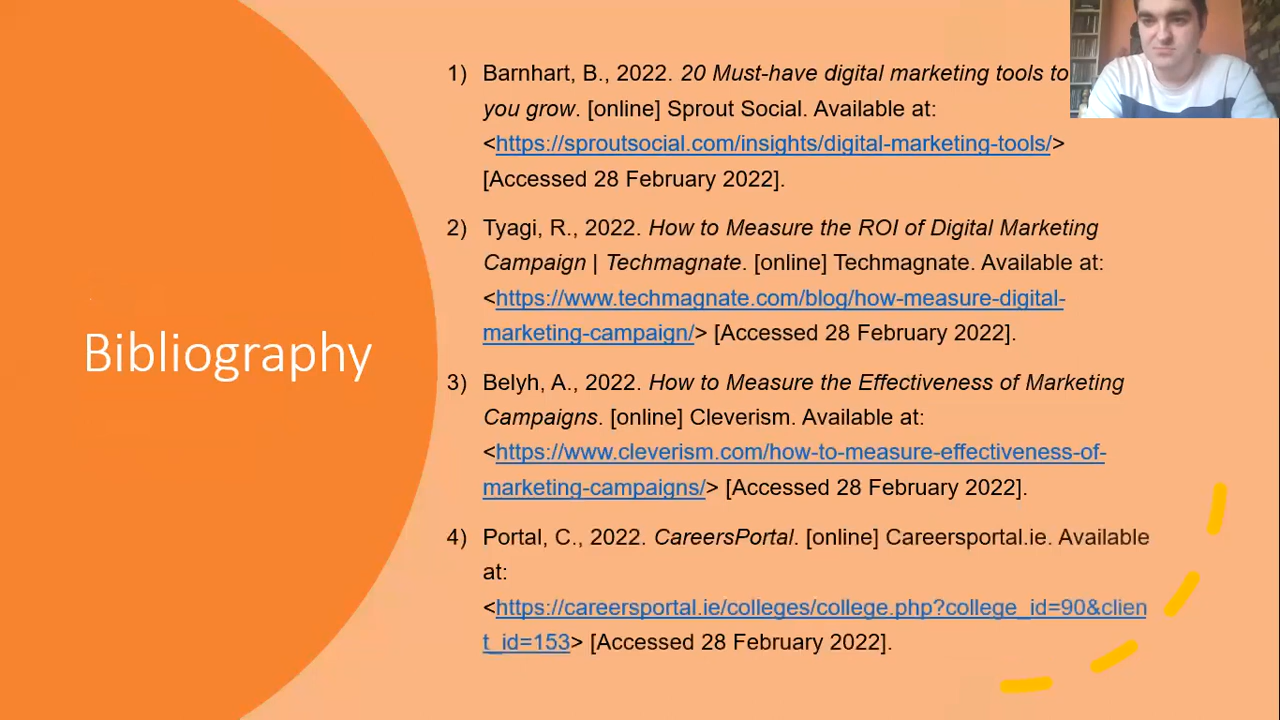 Bibliography
1) Barnhart, B., 2022. 20 Must-have digital marketing tools to
you grow. [online] Sprout Social. Available at:
<https://sproutsocial.com/insights/digital-marketing-tools/>
[Accessed 28 February 2022].
2) Tyagi, R., 2022. How to Measure the ROI of Digital Marketing
Campaign | Techmagnate. [online] Techmagnate. Available at:
<https://www.techmagnate.com/blog/how-measure-digital-
marketing-campaign/> [Accessed 28 February 2022].
3) Belyh, A., 2022. How to Measure the Effectiveness of Marketing
Campaigns. [online] Cleverism. Available at:
<https://www.cleverism.com/how-to-measure-effectiveness-of-
marketing-campaigns/> [Accessed 28 February 2022].
4) Portal, C., 2022. CareersPortal. [online] Careersportal.ie. Available
at:
<https://careersportal.ie/colleges/college.php?college_id=90&clien
t_id=153> [Accessed 28 February 2022].